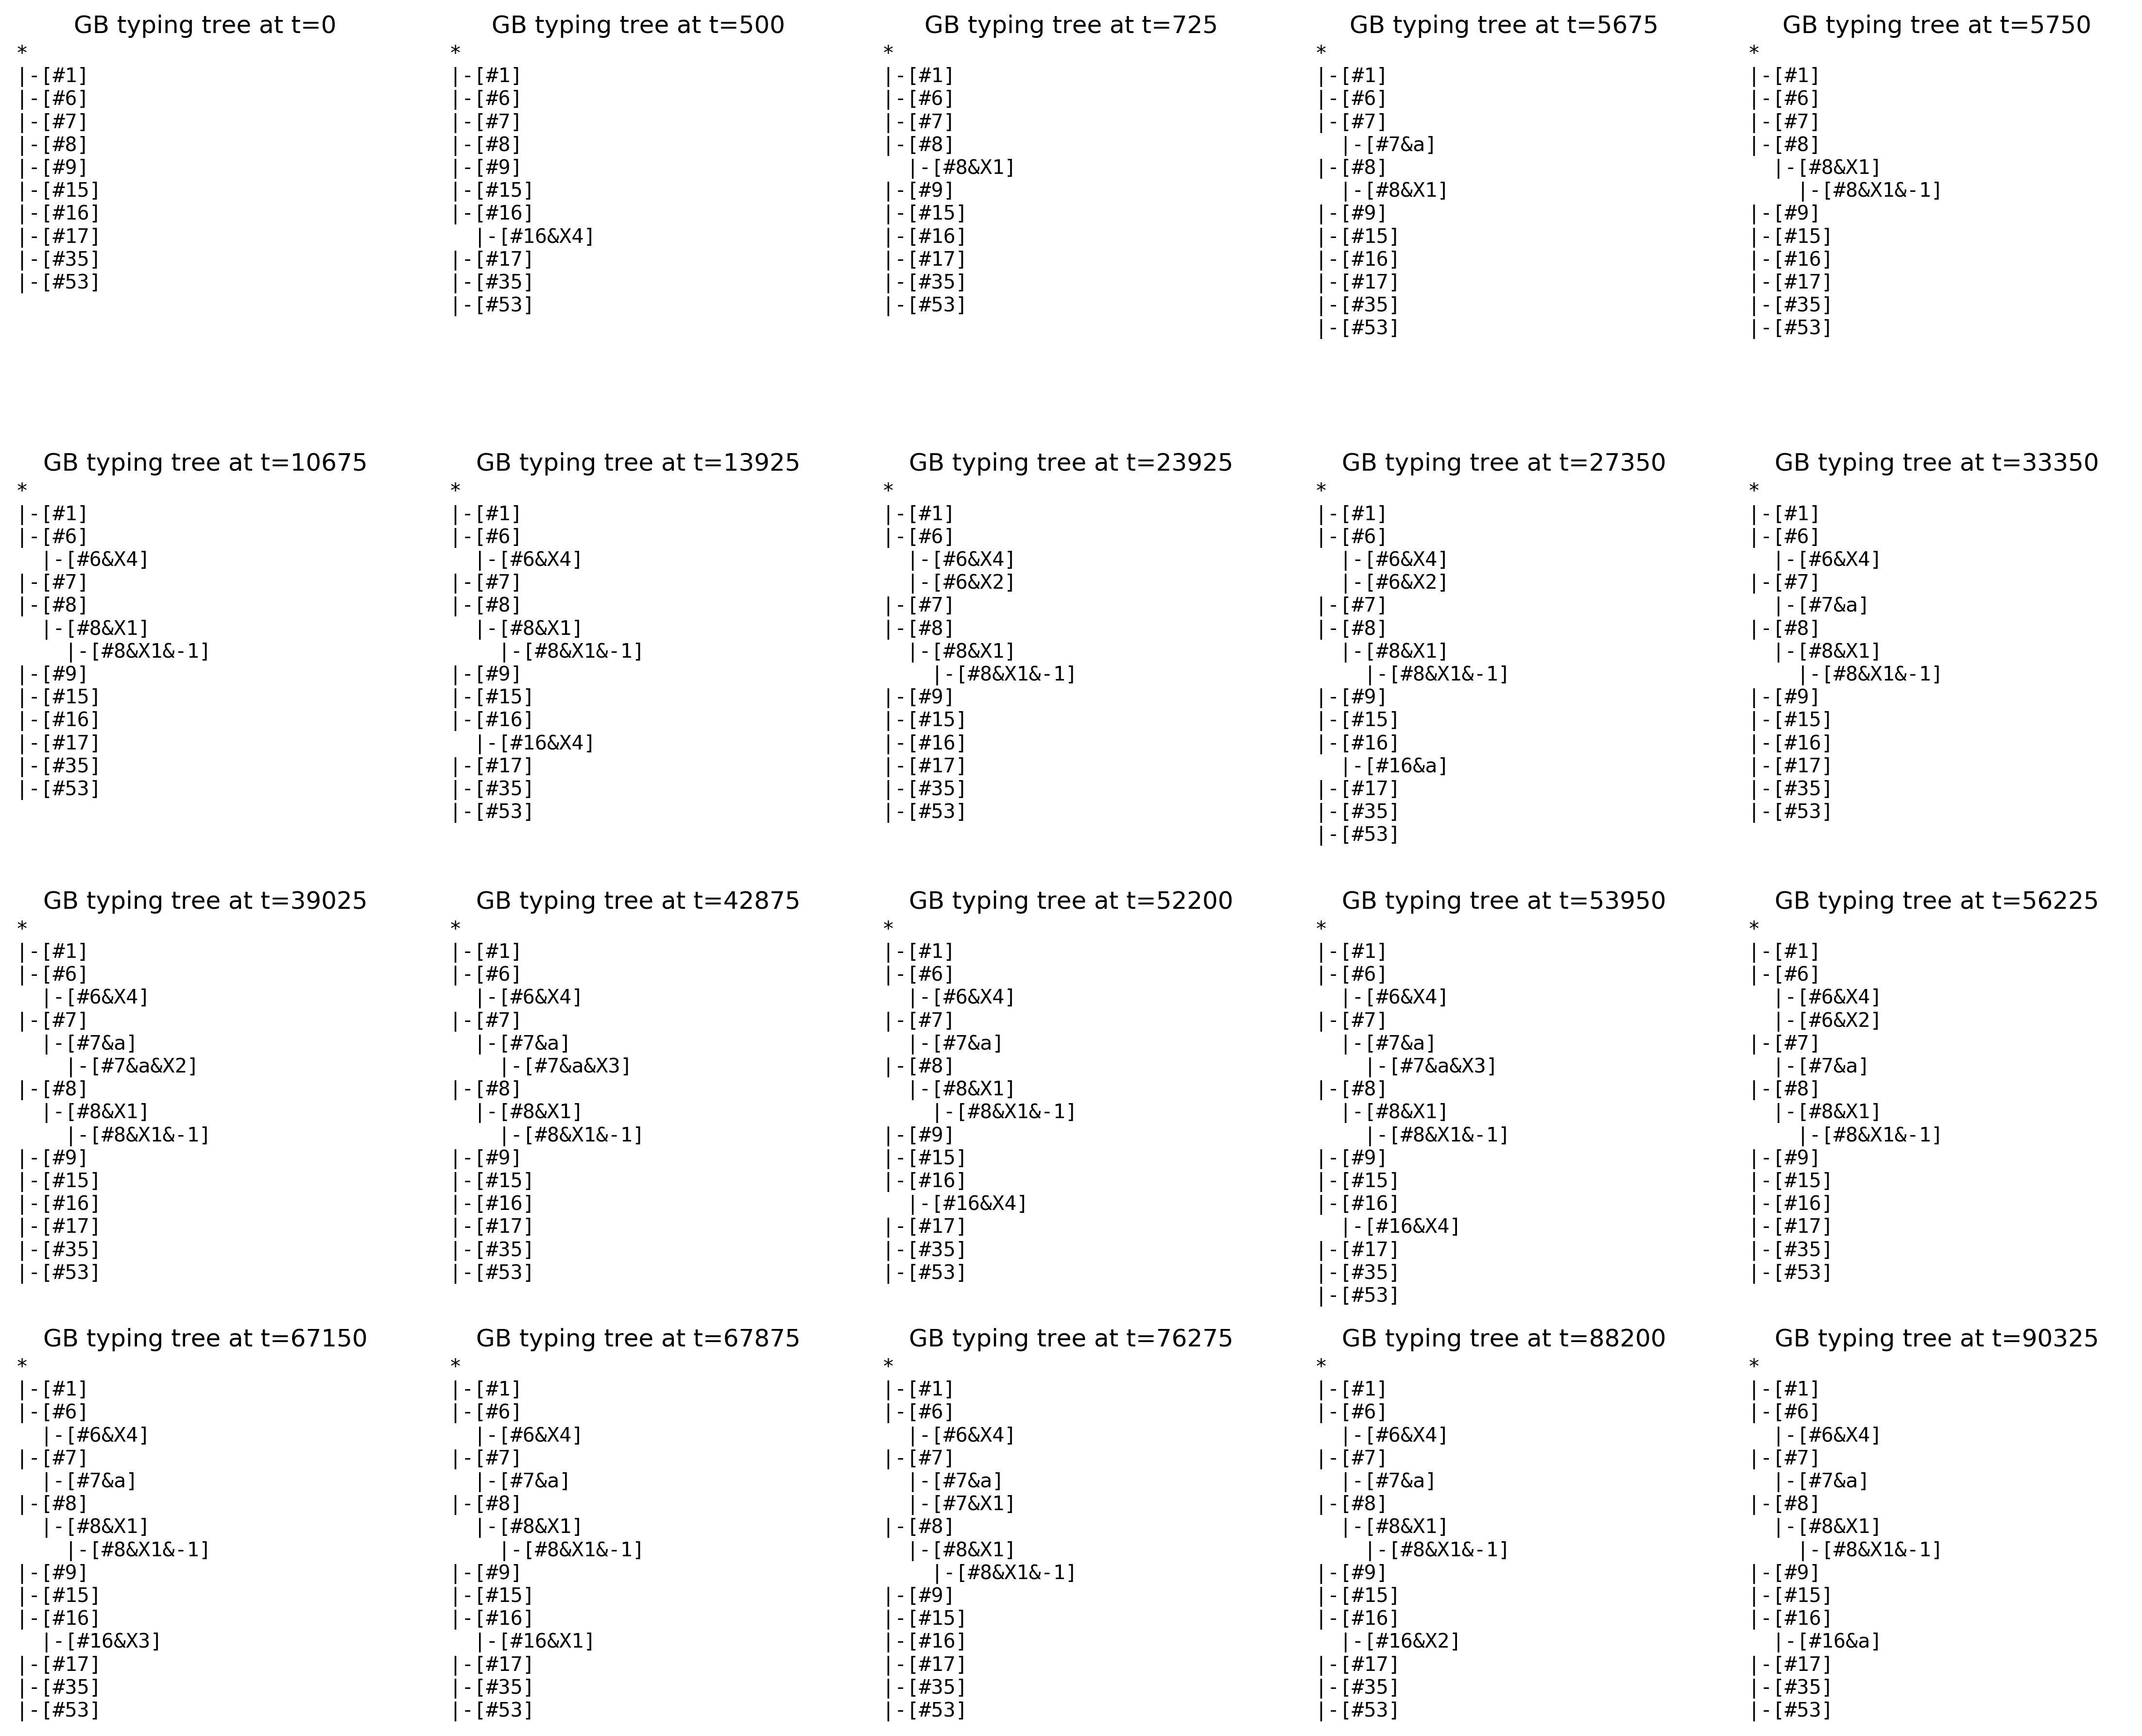 GB typing tree at t=0
*
|-[#1]
|-[#6]
|-[#7]
|-[#8]
|-[#9]
|-[#15]
|-[#16]
|-[#17]
|-[#35]
|-[#53]
GB typing tree at t=500
*
|-[#1]
|-[#6]
|-[#7]
|-[#8]
|-[#9]
|-[#15]
|-[#16]
  |-[#16&X4]
|-[#17]
|-[#35]
|-[#53]
GB typing tree at t=725
*
|-[#1]
|-[#6]
|-[#7]
|-[#8]
  |-[#8&X1]
|-[#9]
|-[#15]
|-[#16]
|-[#17]
|-[#35]
|-[#53]
GB typing tree at t=5675
*
|-[#1]
|-[#6]
|-[#7]
  |-[#7&a]
|-[#8]
  |-[#8&X1]
|-[#9]
|-[#15]
|-[#16]
|-[#17]
|-[#35]
|-[#53]
GB typing tree at t=5750
*
|-[#1]
|-[#6]
|-[#7]
|-[#8]
  |-[#8&X1]
    |-[#8&X1&-1]
|-[#9]
|-[#15]
|-[#16]
|-[#17]
|-[#35]
|-[#53]
GB typing tree at t=10675
*
|-[#1]
|-[#6]
  |-[#6&X4]
|-[#7]
|-[#8]
  |-[#8&X1]
    |-[#8&X1&-1]
|-[#9]
|-[#15]
|-[#16]
|-[#17]
|-[#35]
|-[#53]
GB typing tree at t=13925
*
|-[#1]
|-[#6]
  |-[#6&X4]
|-[#7]
|-[#8]
  |-[#8&X1]
    |-[#8&X1&-1]
|-[#9]
|-[#15]
|-[#16]
  |-[#16&X4]
|-[#17]
|-[#35]
|-[#53]
GB typing tree at t=23925
*
|-[#1]
|-[#6]
  |-[#6&X4]
  |-[#6&X2]
|-[#7]
|-[#8]
  |-[#8&X1]
    |-[#8&X1&-1]
|-[#9]
|-[#15]
|-[#16]
|-[#17]
|-[#35]
|-[#53]
GB typing tree at t=27350
*
|-[#1]
|-[#6]
  |-[#6&X4]
  |-[#6&X2]
|-[#7]
|-[#8]
  |-[#8&X1]
    |-[#8&X1&-1]
|-[#9]
|-[#15]
|-[#16]
  |-[#16&a]
|-[#17]
|-[#35]
|-[#53]
GB typing tree at t=33350
*
|-[#1]
|-[#6]
  |-[#6&X4]
|-[#7]
  |-[#7&a]
|-[#8]
  |-[#8&X1]
    |-[#8&X1&-1]
|-[#9]
|-[#15]
|-[#16]
|-[#17]
|-[#35]
|-[#53]
GB typing tree at t=39025
*
|-[#1]
|-[#6]
  |-[#6&X4]
|-[#7]
  |-[#7&a]
    |-[#7&a&X2]
|-[#8]
  |-[#8&X1]
    |-[#8&X1&-1]
|-[#9]
|-[#15]
|-[#16]
|-[#17]
|-[#35]
|-[#53]
GB typing tree at t=42875
*
|-[#1]
|-[#6]
  |-[#6&X4]
|-[#7]
  |-[#7&a]
    |-[#7&a&X3]
|-[#8]
  |-[#8&X1]
    |-[#8&X1&-1]
|-[#9]
|-[#15]
|-[#16]
|-[#17]
|-[#35]
|-[#53]
GB typing tree at t=52200
*
|-[#1]
|-[#6]
  |-[#6&X4]
|-[#7]
  |-[#7&a]
|-[#8]
  |-[#8&X1]
    |-[#8&X1&-1]
|-[#9]
|-[#15]
|-[#16]
  |-[#16&X4]
|-[#17]
|-[#35]
|-[#53]
GB typing tree at t=53950
*
|-[#1]
|-[#6]
  |-[#6&X4]
|-[#7]
  |-[#7&a]
    |-[#7&a&X3]
|-[#8]
  |-[#8&X1]
    |-[#8&X1&-1]
|-[#9]
|-[#15]
|-[#16]
  |-[#16&X4]
|-[#17]
|-[#35]
|-[#53]
GB typing tree at t=56225
*
|-[#1]
|-[#6]
  |-[#6&X4]
  |-[#6&X2]
|-[#7]
  |-[#7&a]
|-[#8]
  |-[#8&X1]
    |-[#8&X1&-1]
|-[#9]
|-[#15]
|-[#16]
|-[#17]
|-[#35]
|-[#53]
GB typing tree at t=67150
*
|-[#1]
|-[#6]
  |-[#6&X4]
|-[#7]
  |-[#7&a]
|-[#8]
  |-[#8&X1]
    |-[#8&X1&-1]
|-[#9]
|-[#15]
|-[#16]
  |-[#16&X3]
|-[#17]
|-[#35]
|-[#53]
GB typing tree at t=67875
*
|-[#1]
|-[#6]
  |-[#6&X4]
|-[#7]
  |-[#7&a]
|-[#8]
  |-[#8&X1]
    |-[#8&X1&-1]
|-[#9]
|-[#15]
|-[#16]
  |-[#16&X1]
|-[#17]
|-[#35]
|-[#53]
GB typing tree at t=76275
*
|-[#1]
|-[#6]
  |-[#6&X4]
|-[#7]
  |-[#7&a]
  |-[#7&X1]
|-[#8]
  |-[#8&X1]
    |-[#8&X1&-1]
|-[#9]
|-[#15]
|-[#16]
|-[#17]
|-[#35]
|-[#53]
GB typing tree at t=88200
*
|-[#1]
|-[#6]
  |-[#6&X4]
|-[#7]
  |-[#7&a]
|-[#8]
  |-[#8&X1]
    |-[#8&X1&-1]
|-[#9]
|-[#15]
|-[#16]
  |-[#16&X2]
|-[#17]
|-[#35]
|-[#53]
GB typing tree at t=90325
*
|-[#1]
|-[#6]
  |-[#6&X4]
|-[#7]
  |-[#7&a]
|-[#8]
  |-[#8&X1]
    |-[#8&X1&-1]
|-[#9]
|-[#15]
|-[#16]
  |-[#16&a]
|-[#17]
|-[#35]
|-[#53]